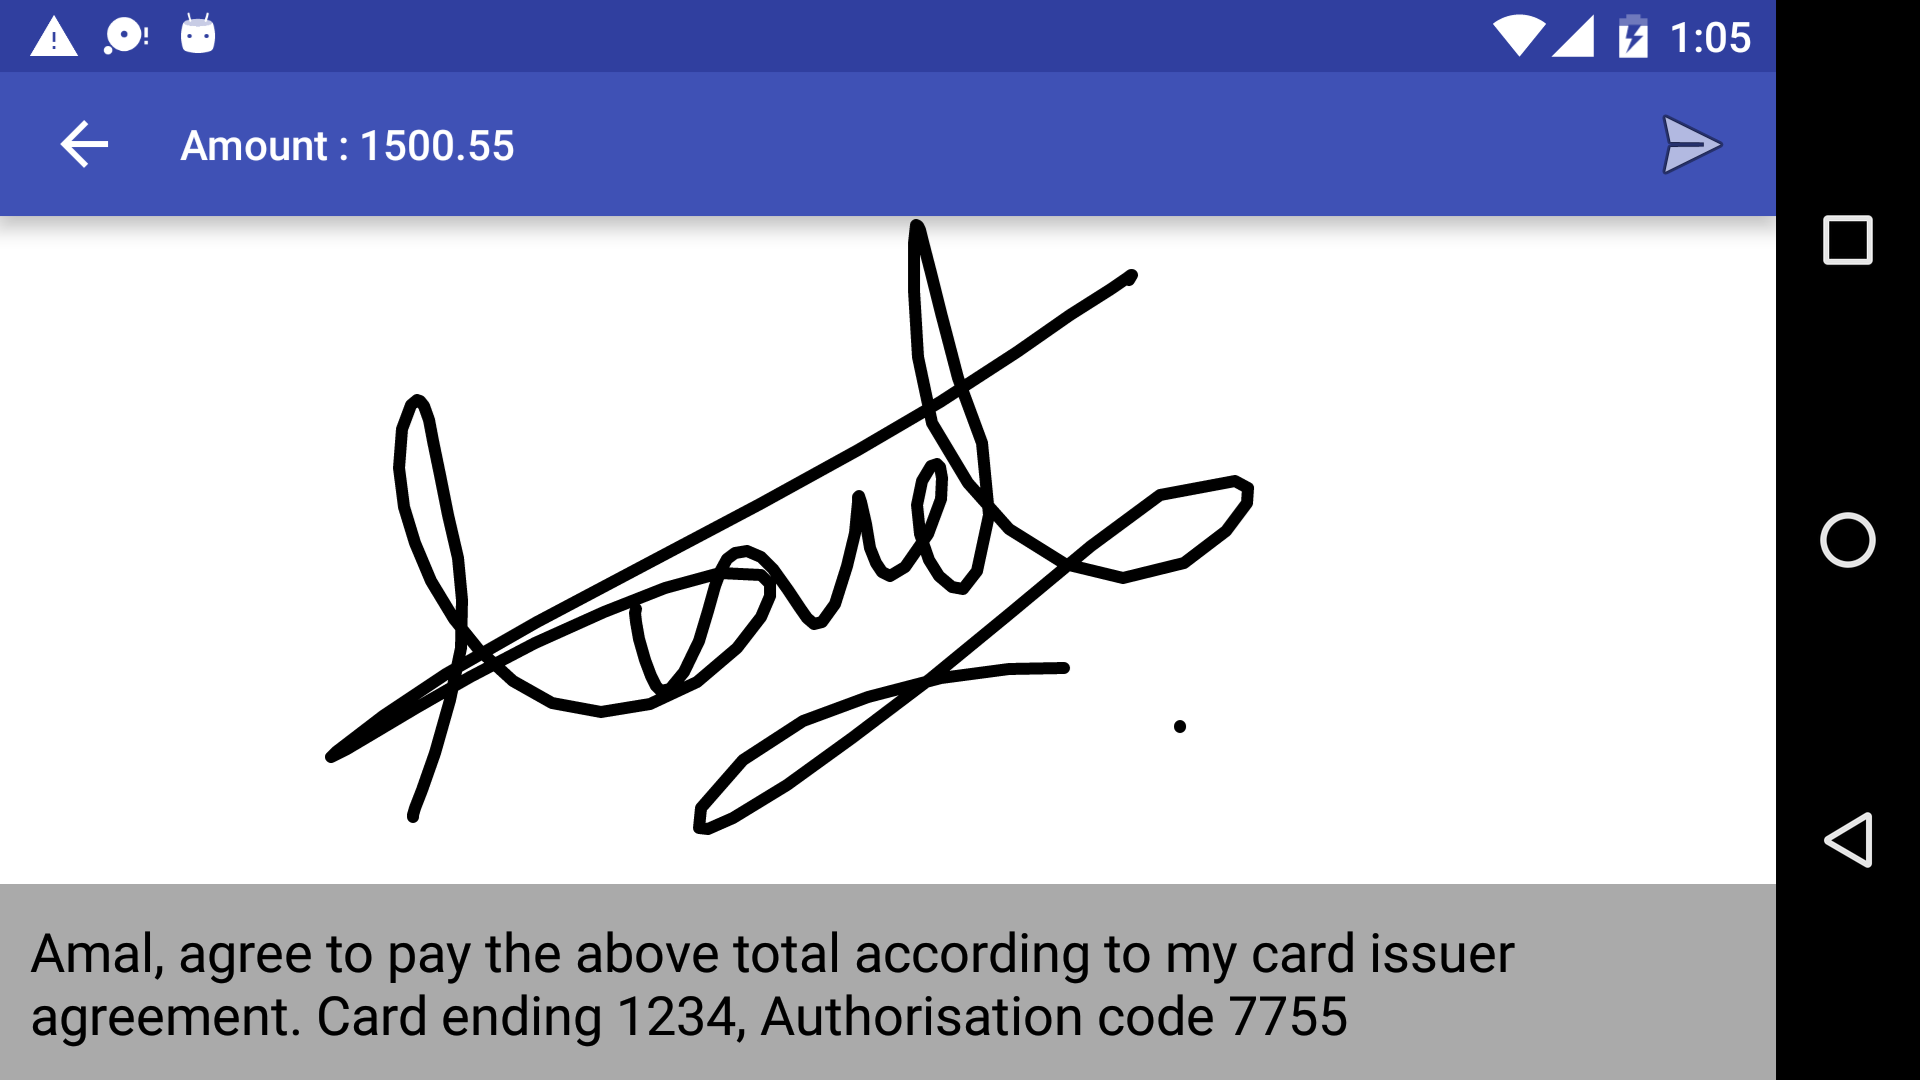 1:05
Amount : 1500.55
Amal, agree to pay the above total according to my card issuer
agreement. Card ending 1234, Authorisation code 7755